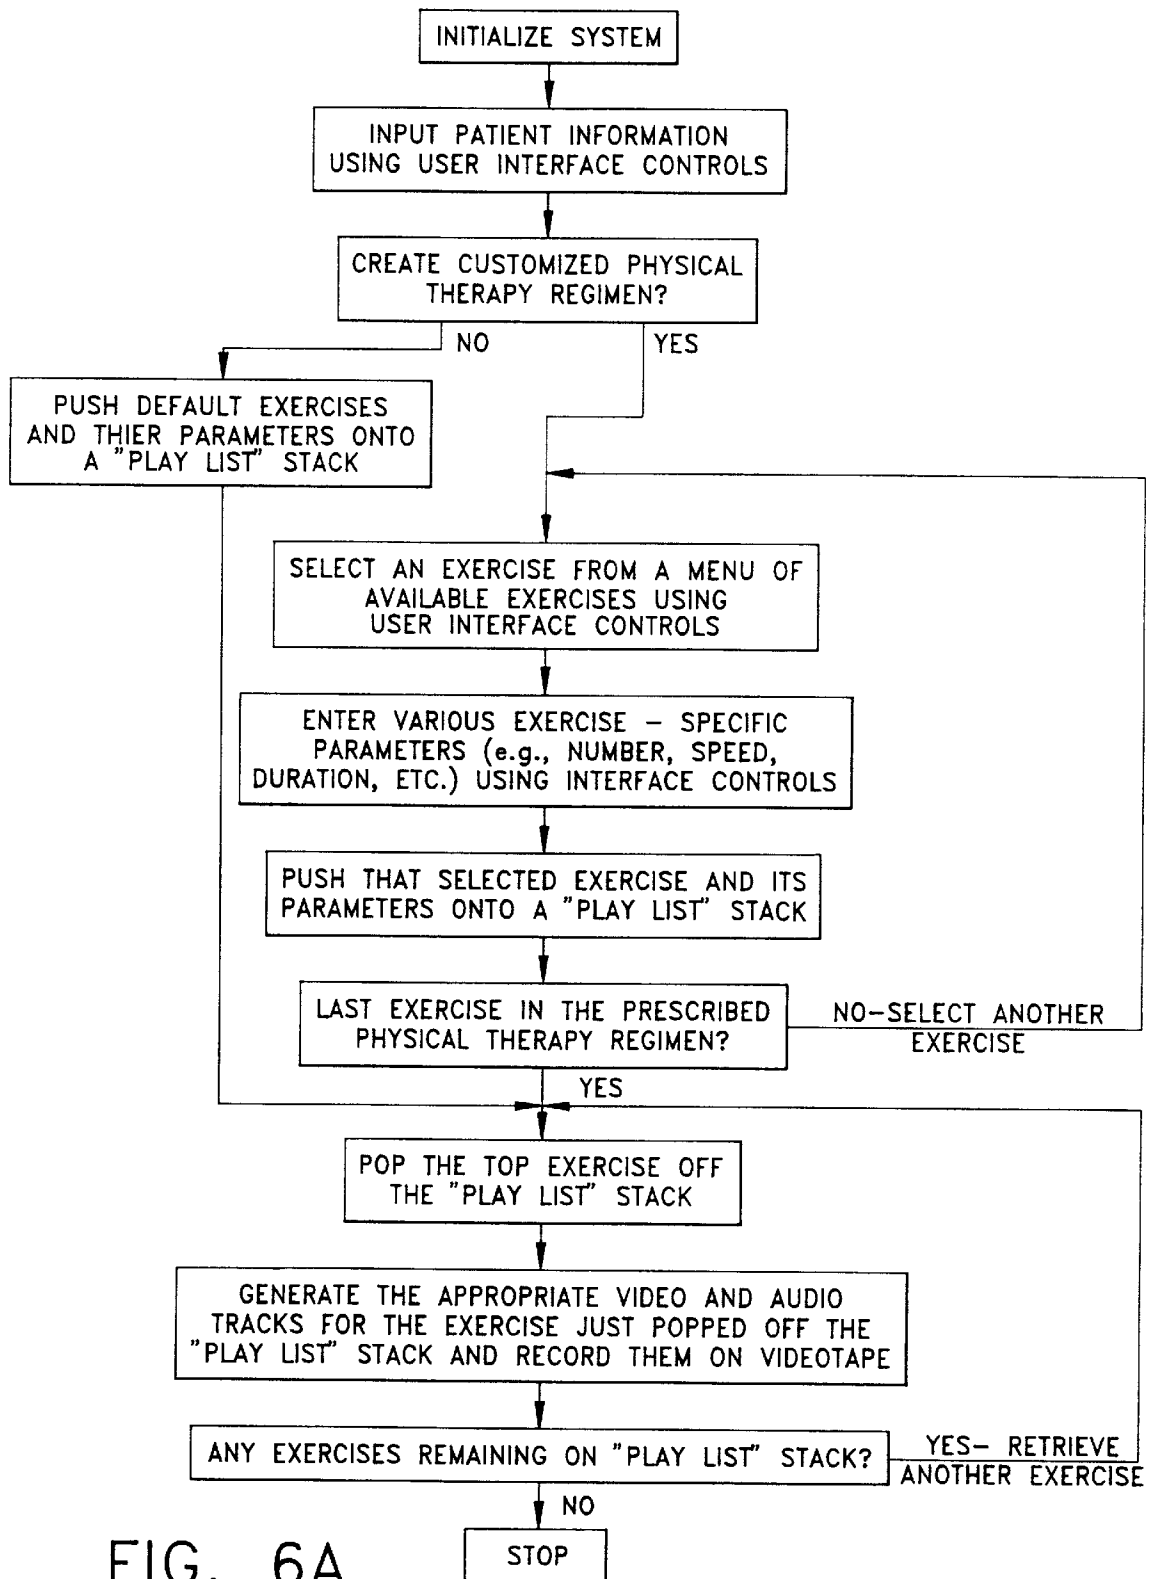 INITIALIZE SYSTEM
INPUT PATIENT INFORMATION
USING USER INTERFACE CONTROLS
CREATE CUSTOMIZED PHYSICAL
THERAPY REGIMEN?
NO
YES
PUSH DEFAULT EXERCISES
AND THIER PARAMETERS ONTO
A "PLAY LIST" STACK
SELECT AN EXERCISE FROM A MENU OF
AVAILABLE EXERCISES USING
USER INTERFACE CONTROLS
ENTER VARIOUS EXERCISE – SPECIFIC
PARAMETERS (e.g., NUMBER, SPEED,
DURATION, ETC.) USING INTERFACE CONTROLS
PUSH THAT SELECTED EXERCISE AND ITS
PARAMETERS ONTO A "PLAY LIST" STACK
LAST EXERCISE IN THE PRESCRIBED
PHYSICAL THERAPY REGIMEN?
NO-SELECT ANOTHER
EXERCISE
YES
POP THE TOP EXERCISE OFF
THE "PLAY LIST" STACK
GENERATE THE APPROPRIATE VIDEO AND AUDIO
TRACKS FOR THE EXERCISE JUST POPPED OFF THE
"PLAY LIST" STACK AND RECORD THEM ON VIDEOTAPE
ANY EXERCISES REMAINING ON "PLAY LIST" STACK?
YES- RETRIEVE
ANOTHER EXERCISE
NO
STOP
FIG. 6A